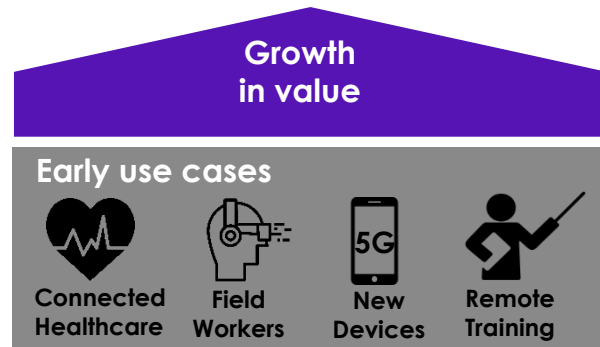 Growth
in value
Early use cases
5G
Connected
Healthcare
Field
Workers
New
Devices
Remote
Training